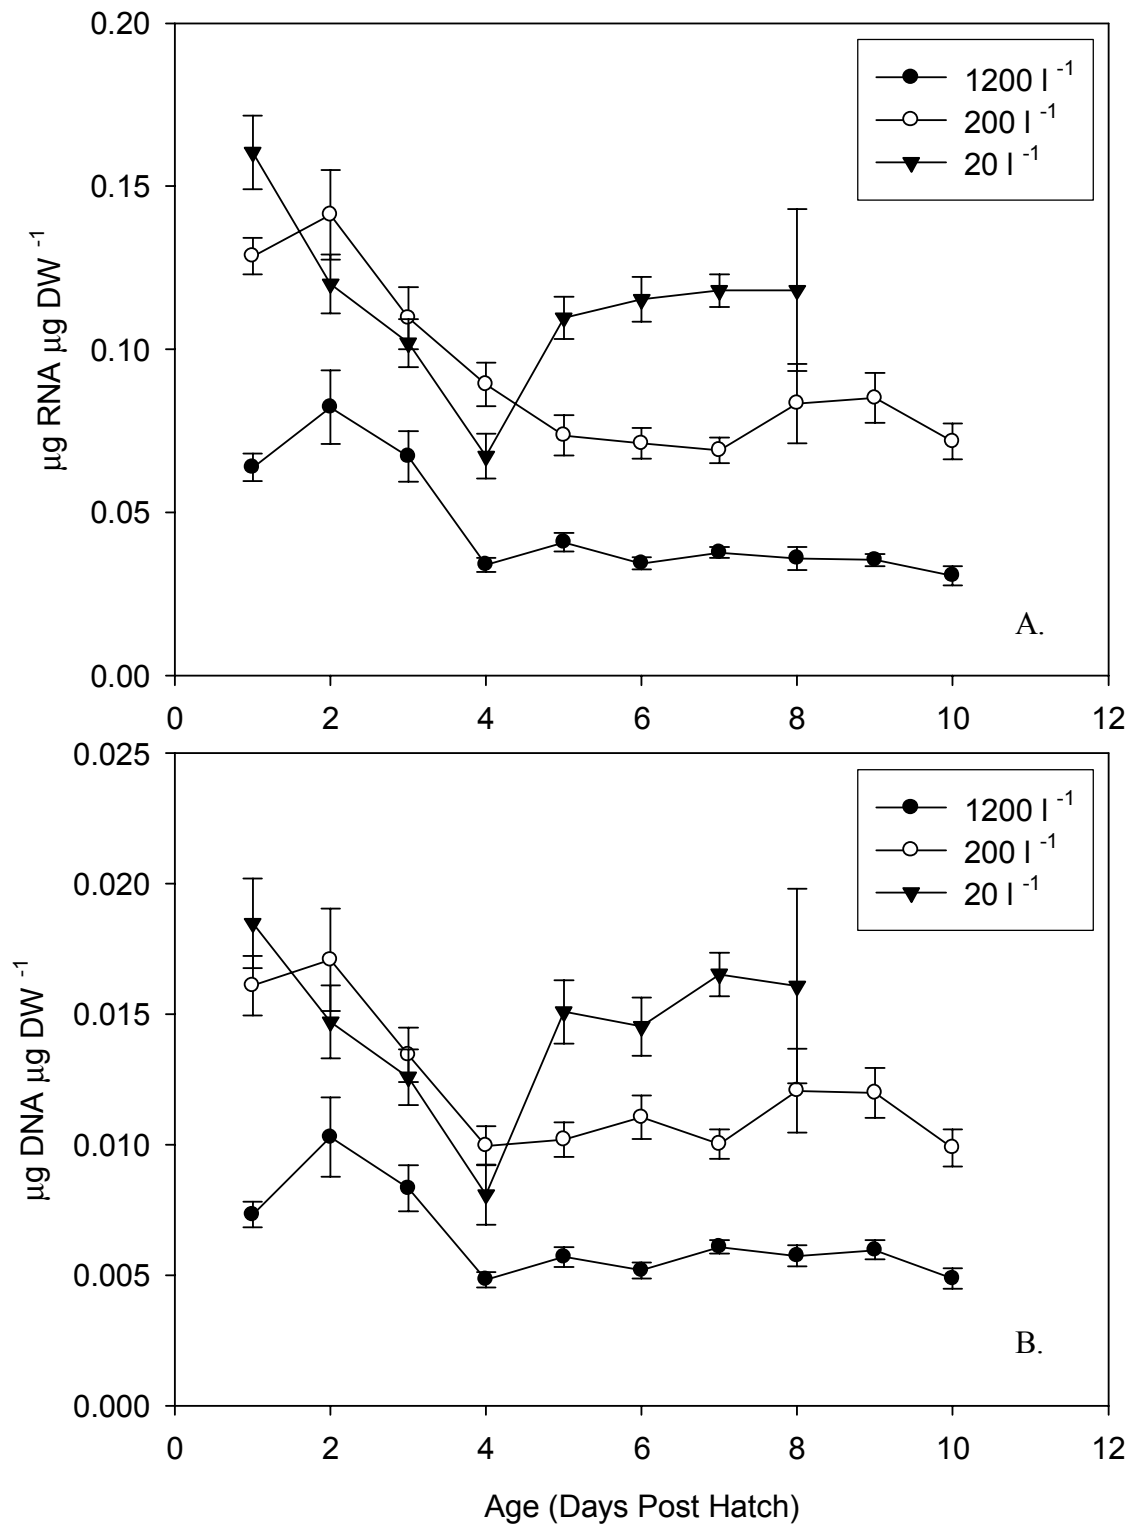 0.20
0.15
0.10
0.05
0.00
µg RNA µg DW -1
1200 l -1
200 l -1
20 l -1
A.
0 2 4 6 8 10 12
0.025
0.020
0.015
0.010
0.005
0.000
µg DNA µg DW -1
1200 l -1
200 l -1
20 l -1
B.
0 2 4 6 8 10 12
Age (Days Post Hatch)